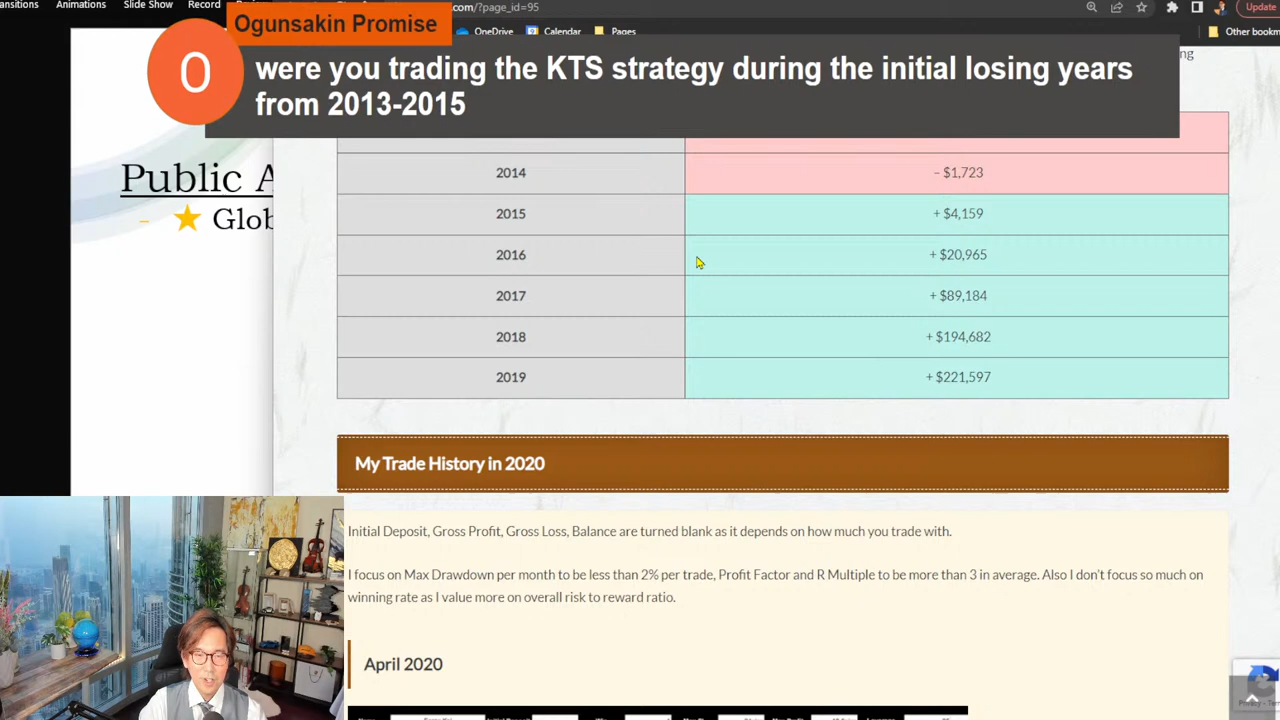 ansitions Animations Slide Show Record
.com/?page_id=95
Update
OneDrive Calendar Pages Other bookm
Ogunsakin Promise
O
were you trading the KTS strategy during the initial losing years
from 2013-2015
ng
Public A
– ★ Glob
2014 – $1,723
2015 + $4,159
2016 + $20,965
2017 + $89,184
2018 + $194,682
2019 + $221,597
My Trade History in 2020
Initial Deposit, Gross Profit, Gross Loss, Balance are turned blank as it depends on how much you trade with.
I focus on Max Drawdown per month to be less than 2% per trade, Profit Factor and R Multiple to be more than 3 in average. Also I don't focus so much on
winning rate as I value more on overall risk to reward ratio.
April 2020